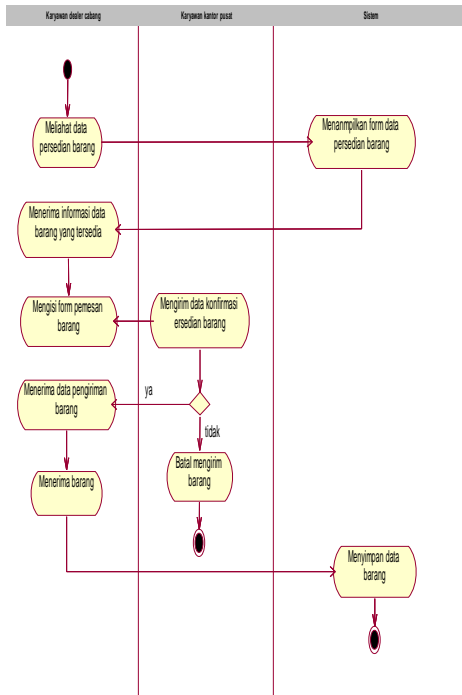 Karyawan dealer cabang
Karyawan kantor pusat
Sistem
Meliahat data
persedian barang
Menanmpilkan form data
persedian barang
Menerima informasi data
barang yang tersedia
Mengisi form pemesan
barang
Mengirim data konfirmasi
ersedian barang
Menerima data pengiriman
barang
ya
tidak
Menerima barang
Batal mengirim
barang
Menyimpan data
barang